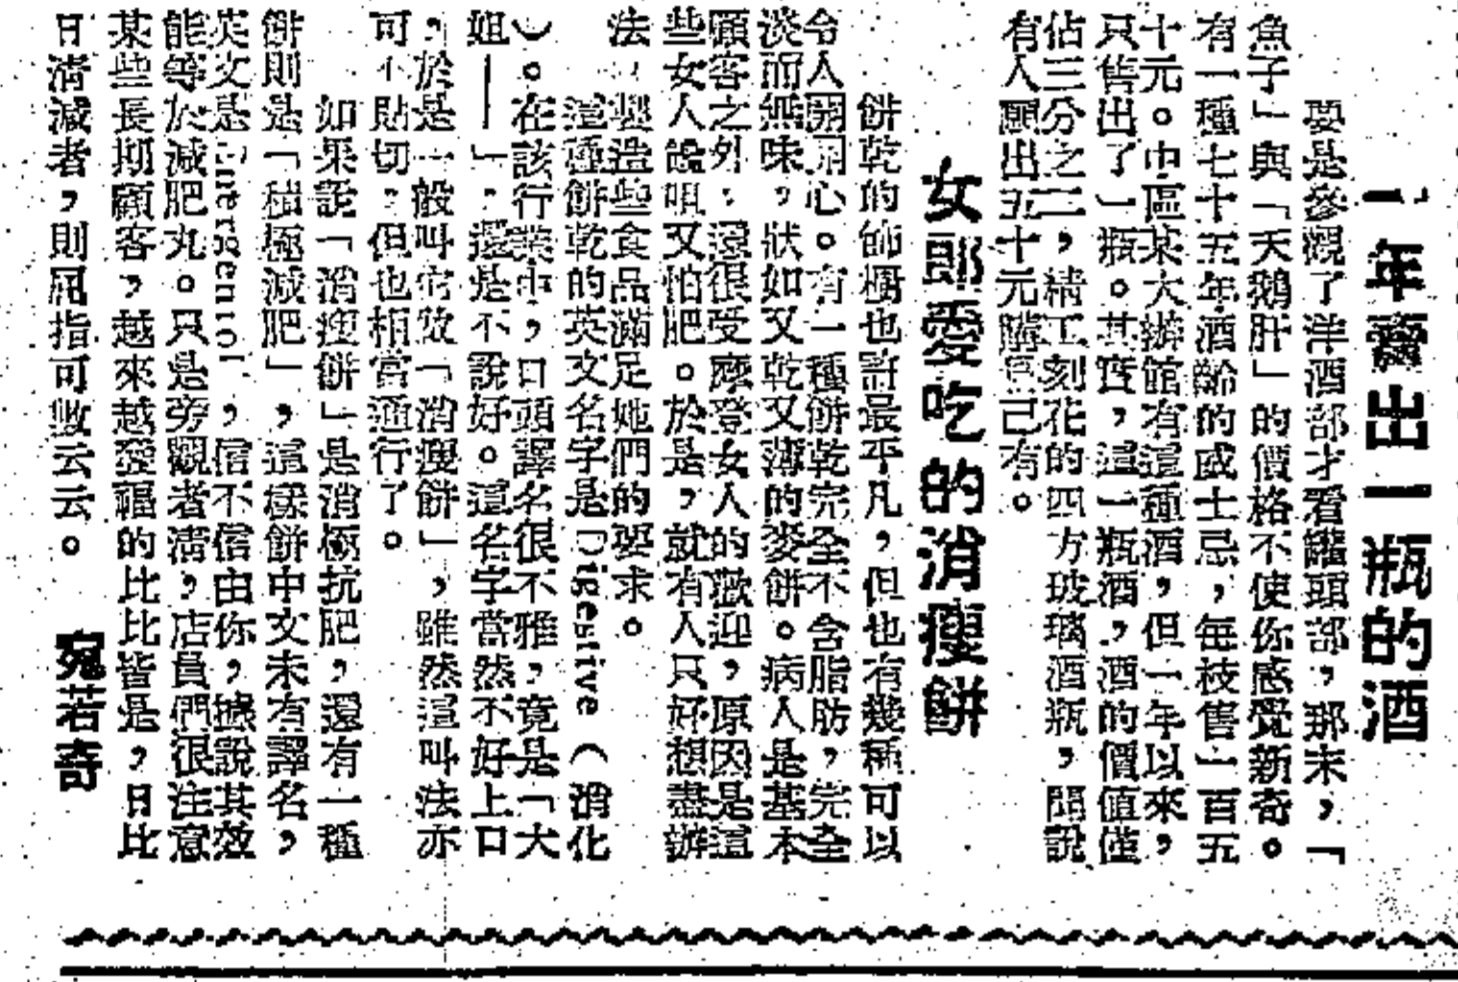 一年賣出一瓶的酒
要是參觀了洋酒部才看罐頭部，那末，「
魚子」與「天鵝肝」的價格不使你感覺新奇。
有一種七十五年酒齡的威士忌，每枝售一百五
十元。中區某大辦館有這種酒，但一年以來，
只售出了一瓶。其實，這一瓶酒，酒的價值僅
佔三分之二，精工刻花的四方玻璃酒瓶，聞說
有人願出五十元購爲己有。
女郎愛吃的消瘦餅
餅乾的飾櫥也許最平凡，但也有幾種可以
令人開開心。有一種餅乾完全不含脂肪，完全
淡而無味，狀如又乾又薄的麥餅。病人是基本
顧客之外，還很受摩登女人的歡迎，原因是這
些女人饞咀又怕肥。於是，就有人只好想盡辦
法，製造些食品滿足她們的要求。
這種餅乾的英文名字是Digestive（消化
）。在該行業中，口頭譯名很不雅，竟是「大
姐——」，還是不說好。這名字當然不好上口
，於是一般叫它做「消瘦餅」，雖然這叫法亦
可不貼切，但也相當通行了。
如果說「消瘦餅」是消極抗肥，還有一種
餅則是「積極減肥」，這樣餅中文未有譯名，
英文是，信不信由你，據說其效
能等於減肥丸。只是旁觀者清，店員們很注意
某些長期顧客，越來越發福的比比皆是，日比
日清減者，則屈指可數云云。
宛若奇